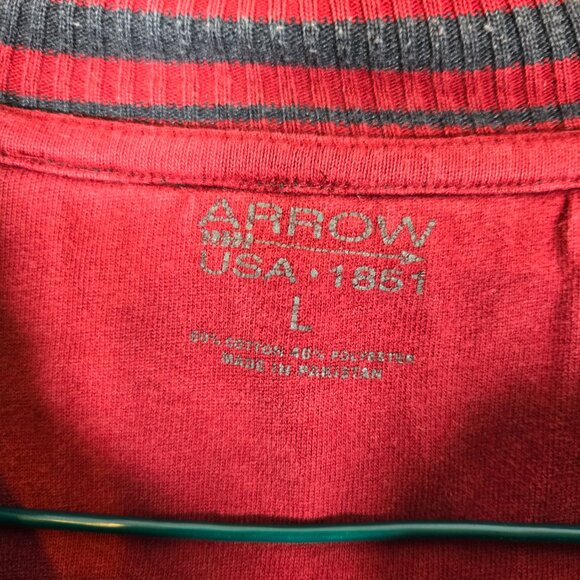 ARROW
USA · 1851
L
60% COTTON 40% POLYESTER
MADE IN PAKISTAN